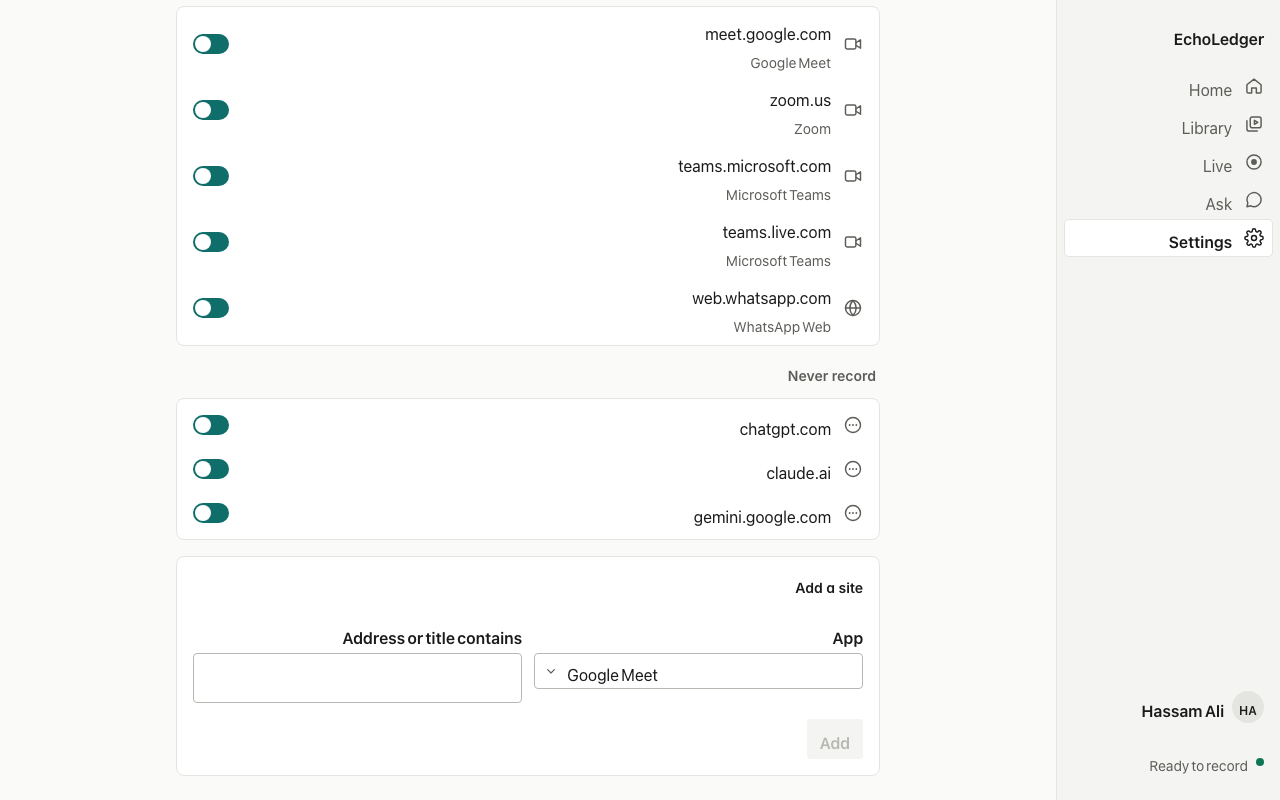 EchoLedger
Home
Library
Live
Ask
Settings
Hassam Ali
HA
Ready to record
meet.google.com
Google Meet
zoom.us
Zoom
teams.microsoft.com
Microsoft Teams
teams.live.com
Microsoft Teams
web.whatsapp.com
WhatsApp Web
Never record
chatgpt.com
claude.ai
gemini.google.com
Add a site
App
Google Meet
Address or title contains
Add